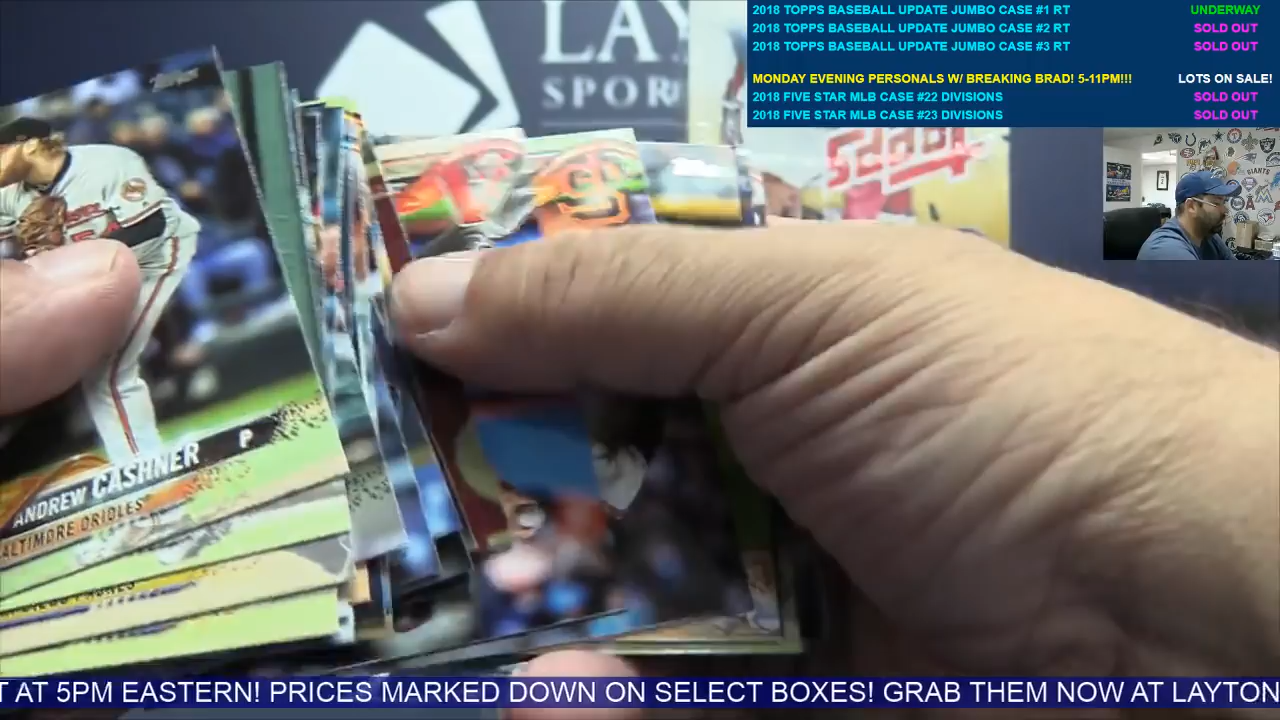 2018 TOPPS BASEBALL UPDATE JUMBO CASE #1 RT UNDERWAY
2018 TOPPS BASEBALL UPDATE JUMBO CASE #2 RT SOLD OUT
2018 TOPPS BASEBALL UPDATE JUMBO CASE #3 RT SOLD OUT
MONDAY EVENING PERSONALS W/ BREAKING BRAD! 5-11PM!!! LOTS ON SALE!
2018 FIVE STAR MLB CASE #22 DIVISIONS SOLD OUT
2018 FIVE STAR MLB CASE #23 DIVISIONS SOLD OUT
LAY
SPOR
topps
GIANTS
P
ANDREW CASHNER
ALTIMORE ORIOLES
T AT 5PM EASTERN! PRICES MARKED DOWN ON SELECT BOXES! GRAB THEM NOW AT LAYTON